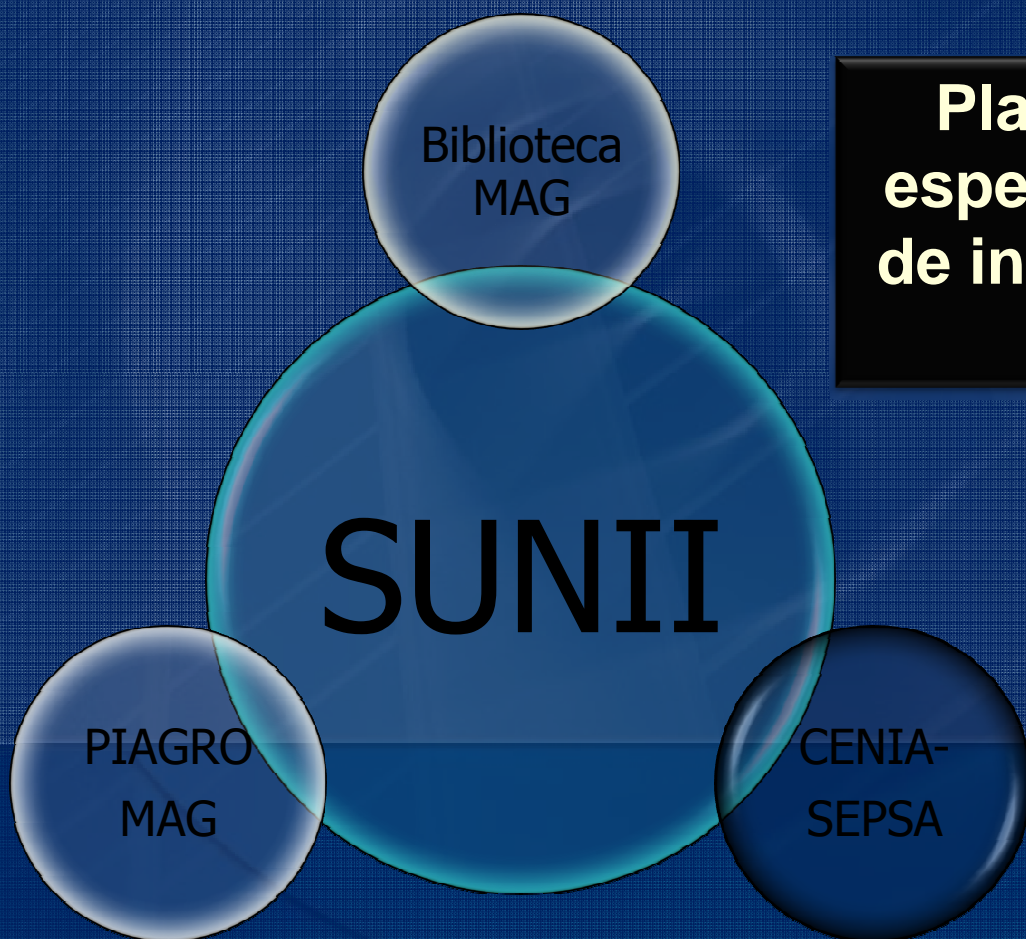 Biblioteca
MAG
Pla
espe
de in
SUNII
PIAGRO
MAG
CENIA-
SEPSA